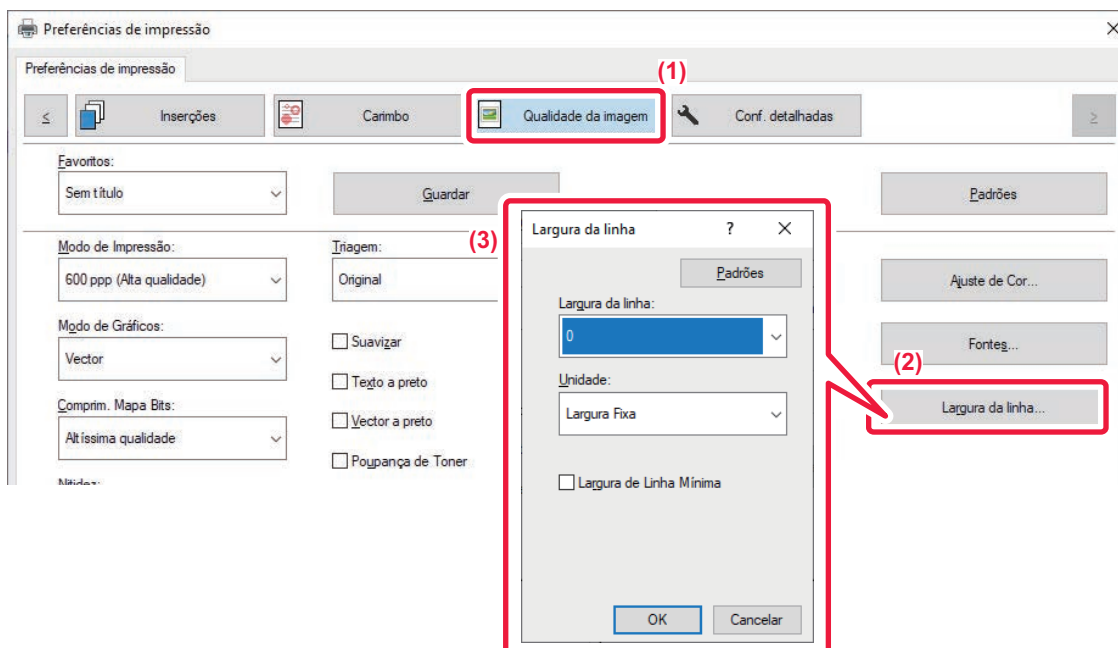 Preferências de impressão
Preferências de impressão
(1)
<
Inserções
Carimbo
Qualidade da imagem
Conf. detalhadas
>
Favoritos:
Sem título
Guardar
Padrões
Modo de Impressão:
600 ppp (Alta qualidade)
Triagem:
Original
Modo de Gráficos:
Vector
Suavizar
Texto a preto
Vector a preto
Poupança de Toner
Comprim. Mapa Bits:
Altíssima qualidade
Nitidez:
(3)
Largura da linha
?
Padrões
Largura da linha:
0
Unidade:
Largura Fixa
Largura de Linha Mínima
OK
Cancelar
Ajuste de Cor...
Fontes...
(2)
Largura da linha...